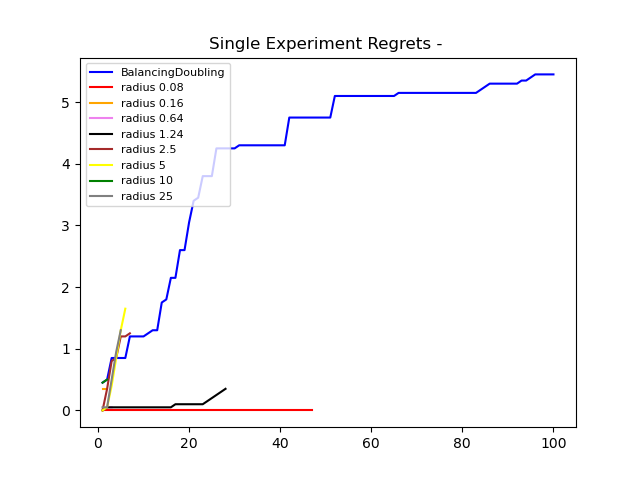 Single Experiment Regrets -
BalancingDoubling
radius 0.08
radius 0.16
radius 0.64
radius 1.24
radius 2.5
radius 5
radius 10
radius 25
5
4
3
2
1
0
0 20 40 60 80 100